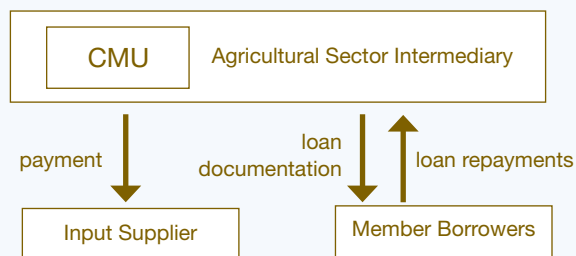 CMU
Agricultural Sector Intermediary
payment
loan
documentation
loan repayments
Input Supplier
Member Borrowers